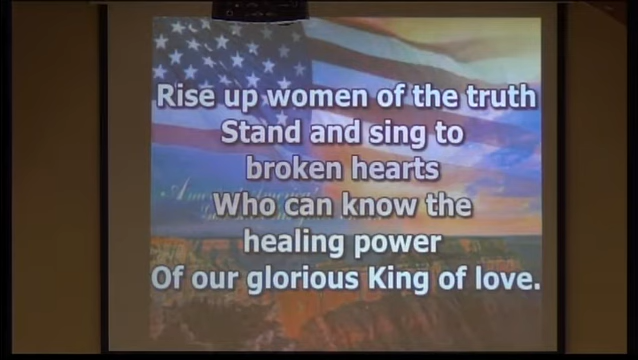 Rise up women of the truth
Stand and sing to
broken hearts
Who can know the
healing power
Of our glorious King of love.